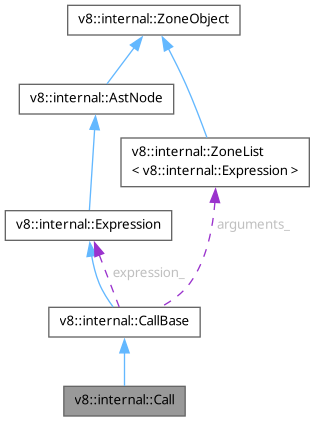 v8::internal::ZoneObject
v8::internal::AstNode
v8::internal::ZoneList
< v8::internal::Expression >
v8::internal::Expression
arguments_
expression_
v8::internal::CallBase
v8::internal::Call